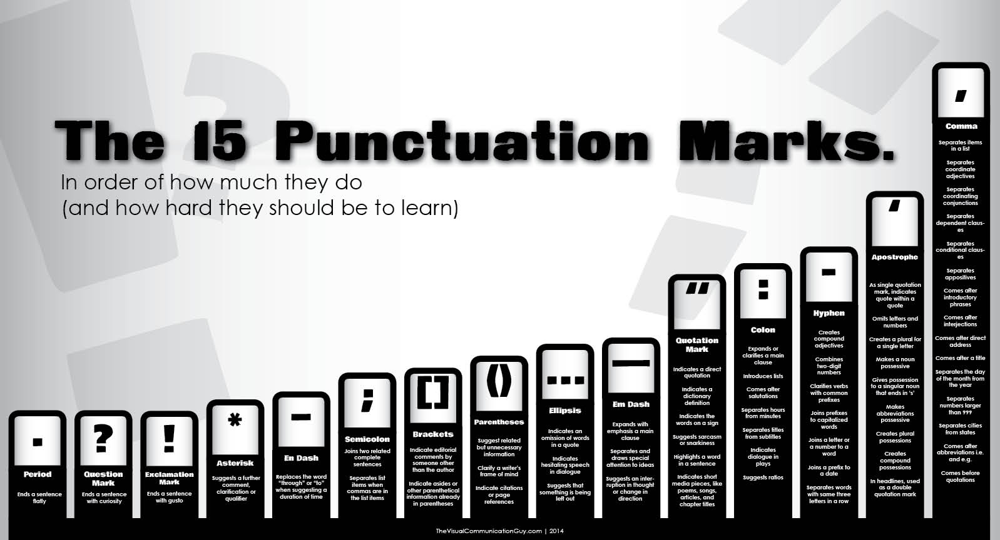 The 15 Punctuation Marks.
In order of how much they do
(and how hard they should be to learn)
.
Period
Ends a sentence
flatly
?
Question
Mark
Ends a sentence
with curiosity
!
Exclamation
Mark
Ends a sentence
with gusto
*
Asterisk
Suggests a further
comment,
clarification or
qualifier
–
En Dash
Replaces the word
“through” or “to”
when suggesting a
duration of time
;
Semicolon
Joins two related
complete
sentences
Separates list
items when
commas are in
the list items
[]
Brackets
Indicate editorial
comments by
someone other
than the author
Indicate asides or
other parenthetical
information already
in parentheses
()
Parentheses
Suggest related
but unnecessary
information
Clarify a writer's
frame of mind
Indicate citations
or page
references
...
Ellipsis
Indicates an
omission of words
in a quote
Indicates
hesitating speech
in dialogue
Suggests that
something is being
left out
—
Em Dash
Expands with
emphasis a main
clause
Separates and
draws special
attention to ideas
Suggests an inter-
ruption in thought
or change in
direction
"
Quotation
Mark
Indicates a direct
quotation
Indicates a
dictionary
definition
Indicates the
words on a sign
Suggests sarcasm
or snarkiness
Highlights a word
in a sentence
Indicates short
media pieces, like
poems, songs,
articles, and
chapter titles
:
Colon
Expands or
clarifies a main
clause
Introduces lists
Comes after
salutations
Separates hours
from minutes
Separates titles
from subtitles
Indicates
dialogue in
plays
Suggests ratios
-
Hyphen
Creates
compound
adjectives
Combines
two-digit
numbers
Clarifies verbs
with common
prefixes
Joins prefixes
to capitalized
words
Joins a letter or
a number to a
word
Joins a prefix to
a date
Separates words
with same three
letters in a row
'
Apostrophe
As single quotation
mark, indicates
quote within a
quote
Omits letters and
numbers
Creates a plural for
a single letter
Makes a noun
possessive
Gives possession
to a singular noun
that ends in ‘s’
Makes
abbreviations
possessive
Creates plural
possessions
Creates
compound
possessions
In headlines, used
as a double
quotation mark
,
Comma
Separates items
in a list
Separates
coordinate
adjectives
Separates
coordinating
conjunctions
Separates
dependent claus-
es
Separates
conditional claus-
es
Separates
appositives
Comes after
introductory
phrases
Comes after
interjections
Comes after direct
address
Comes after a title
Separates the day
of the month from
the year
Separates
numbers larger
than 999
Separates cities
from states
Comes after
abbreviations i.e.
and e.g.
Comes before
quotations
TheVisualCommunicationGuy.com | 2014